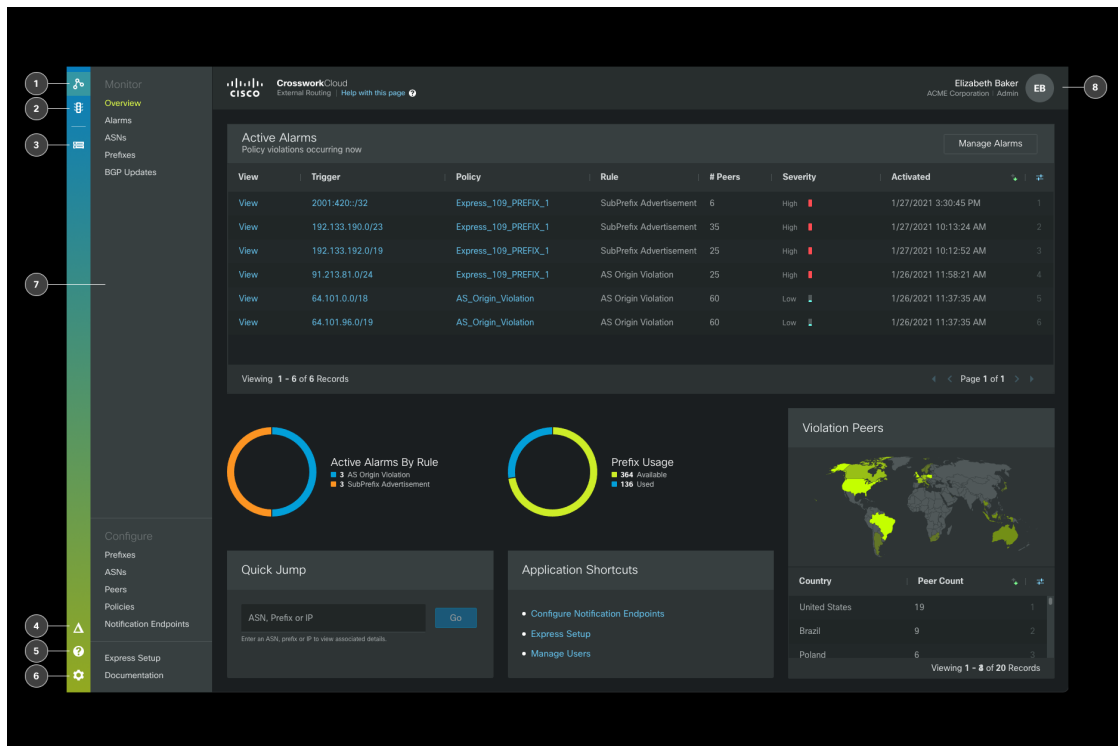 1
2
3
4
5
6
7
8
Monitor
Overview
Alarms
ASNs
Prefixes
BGP Updates
Configure
Prefixes
ASNs
Peers
Policies
Notification Endpoints
Express Setup
Documentation
CISCO
CrossworkCloud
External Routing | Help with this page ?
Elizabeth Baker
ACME Corporation | Admin
EB
Active Alarms
Policy violations occurring now
Manage Alarms
View Trigger Policy Rule # Peers Severity Activated
View 2001:420::/32 Express_109_PREFIX_1 SubPrefix Advertisement 6 High 1/27/2021 3:30:45 PM 1
View 192.133.190.0/23 Express_109_PREFIX_1 SubPrefix Advertisement 35 High 1/27/2021 10:13:24 AM 2
View 192.133.192.0/19 Express_109_PREFIX_1 SubPrefix Advertisement 25 High 1/27/2021 10:12:52 AM 3
View 91.213.81.0/24 Express_109_PREFIX_1 AS Origin Violation 25 High 1/26/2021 11:58:21 AM 4
View 64.101.0.0/18 AS_Origin_Violation AS Origin Violation 60 Low 1/26/2021 11:37:35 AM 5
View 64.101.96.0/19 AS_Origin_Violation AS Origin Violation 60 Low 1/26/2021 11:37:35 AM 6
Viewing 1 - 6 of 6 Records
Page 1 of 1
Active Alarms By Rule
3 AS Origin Violation
3 SubPrefix Advertisement
Prefix Usage
364 Available
136 Used
Quick Jump
ASN, Prefix or IP
Go
Enter an ASN, prefix or IP to view associated details.
Application Shortcuts
• Configure Notification Endpoints
• Express Setup
• Manage Users
Violation Peers
Country Peer Count
United States 19 1
Brazil 9 2
Poland 6 3
Viewing 1 - of 20 Records